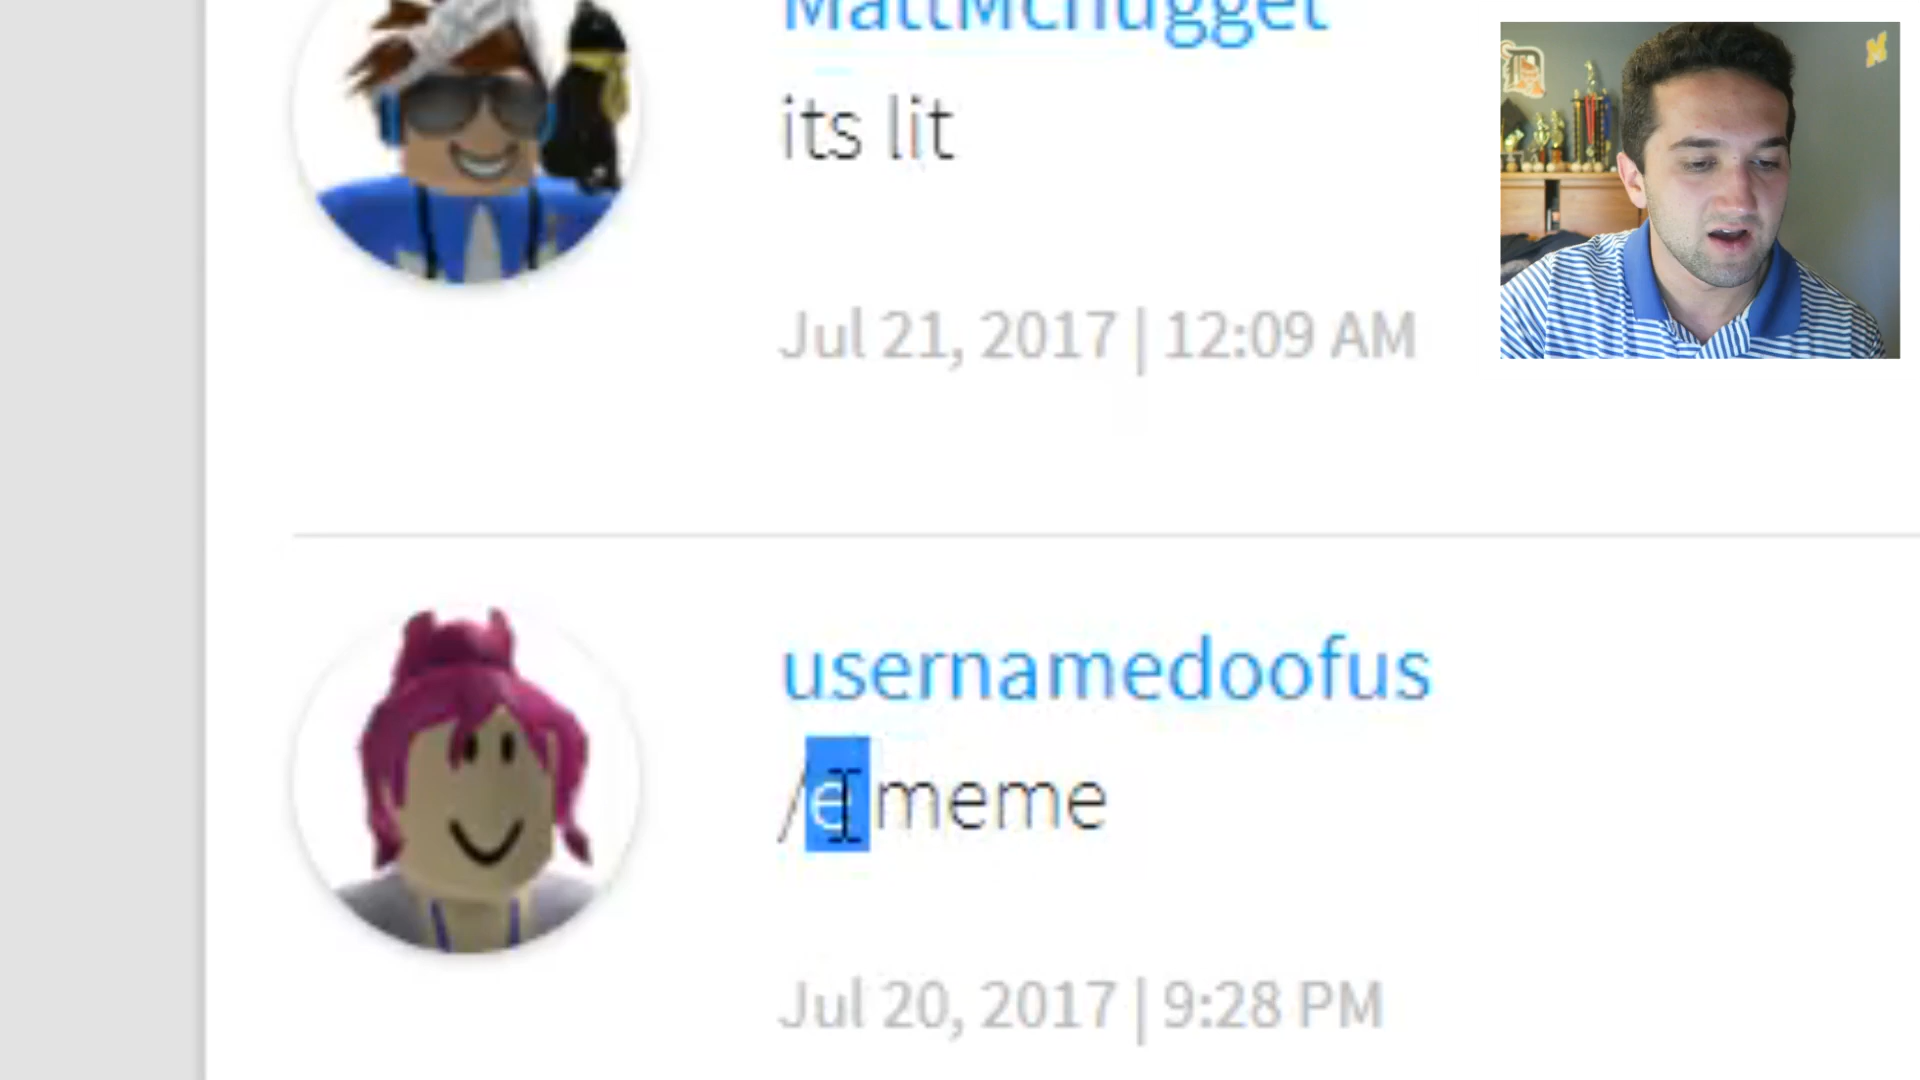 MattMcnugget
its lit
Jul 21, 2017 | 12:09 AM
usernamedoofus
/e meme
Jul 20, 2017 | 9:28 PM